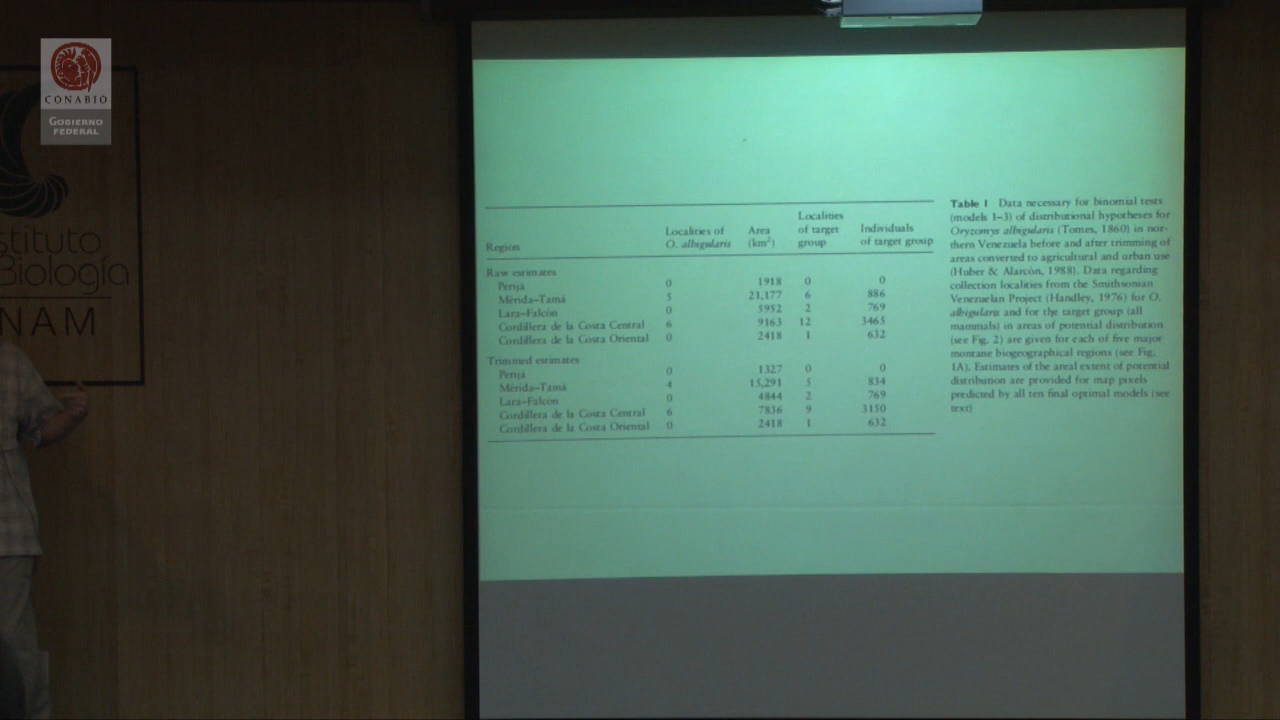 CONABIO
GOBIERNO
FEDERAL
stituto
Biología
NAM
Region
Localities of
O. albigularis
Area
(km²)
Localities
of target
group
Individuals
of target group
Raw estimates
Perijá 0 1918 0 0
Mérida–Tamá 5 21,177 6 886
Lara–Falcón 0 5952 2 769
Cordillera de la Costa Central 6 9163 12 3465
Cordillera de la Costa Oriental 0 2418 1 632
Trimmed estimates
Perijá 0 1327 0 0
Mérida–Tamá 4 15,291 5 834
Lara–Falcón 0 4844 2 769
Cordillera de la Costa Central 6 7836 9 3150
Cordillera de la Costa Oriental 0 2418 1 632
Table 1 Data necessary for binomial tests
(models 1–3) of distributional hypotheses for
Oryzomys albigularis (Tomes, 1860) in nor-
thern Venezuela before and after trimming of
areas converted to agricultural and urban use
(Huber & Alarcón, 1988). Data regarding
collection localities from the Smithsonian
Venezuelan Project (Handley, 1976) for O.
albigularis and for the target group (all
mammals) in areas of potential distribution
(see Fig. 2) are given for each of five major
montane biogeographical regions (see Fig.
1A). Estimates of the areal extent of potential
distribution are provided for map pixels
predicted by all ten final optimal models (see
text)